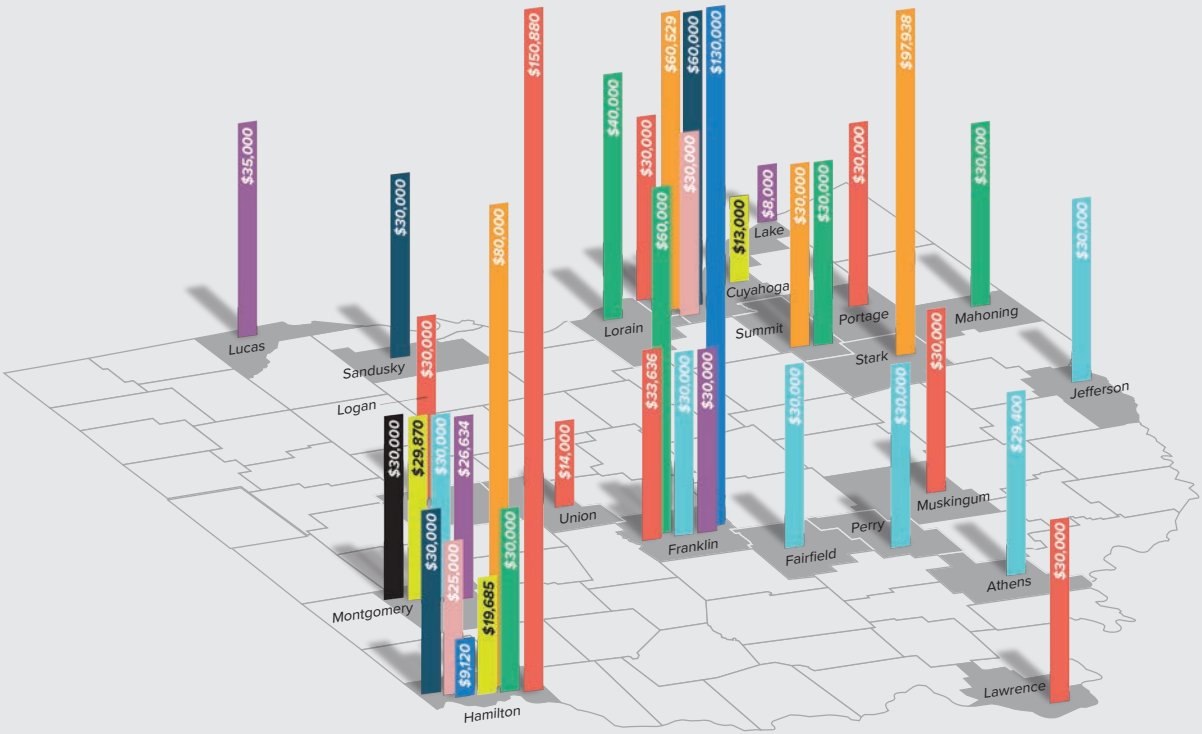 $35,000
Lucas
$30,000
Sandusky
$30,000
Logan
$80,000
$150,880
$40,000
Lorain
$30,000
$60,529
$60,000
$130,000
$30,000
$60,000
$13,000
Cuyahoga
$8,000
Lake
$30,000
$30,000
Summit
$30,000
Portage
$97,938
Stark
$30,000
Mahoning
$30,000
Jefferson
$30,000
$29,870
$30,000
$26,634
Montgomery
$14,000
Union
$33,636
$30,000
$30,000
Franklin
$30,000
Fairfield
$30,000
Perry
$30,000
Muskingum
$29,400
Athens
$30,000
Lawrence
$30,000
$25,000
$9,120
$19,685
$30,000
Hamilton